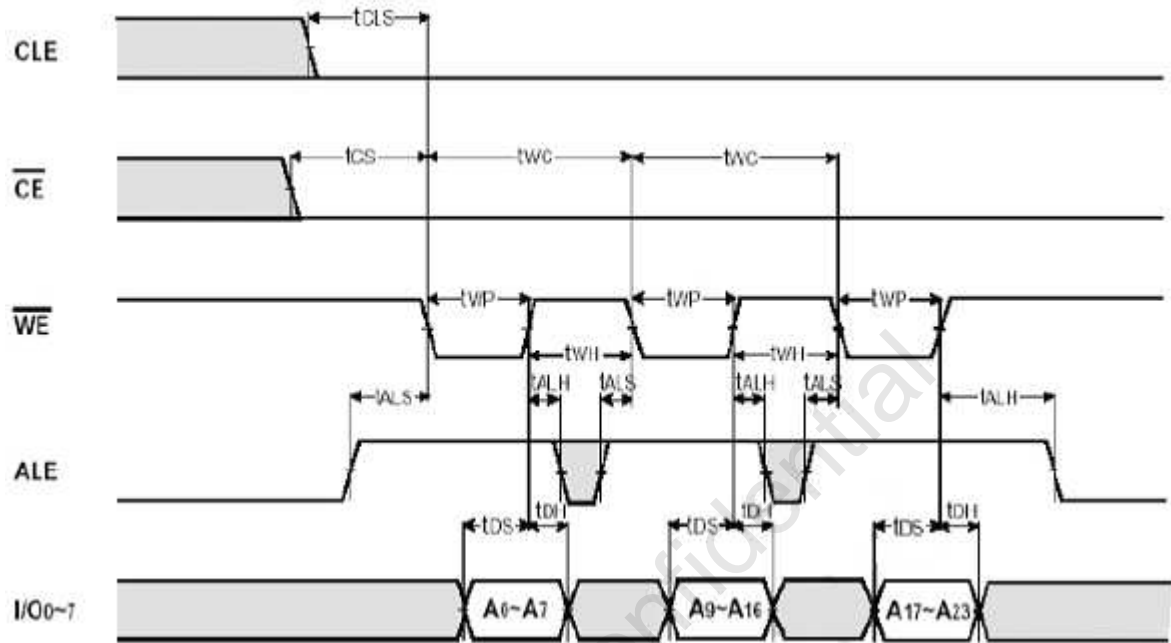 tCLS
CLE
tCS tWC tWC
CE
tWP tWP tWP
WE
tWH tWH
tALH tALS tALH tALS
tALS tALH
ALE
tDS tDH tDS tDH tDS tDH
I/O0~7 A0~A7 A9~A16 A17~A23
onfidential